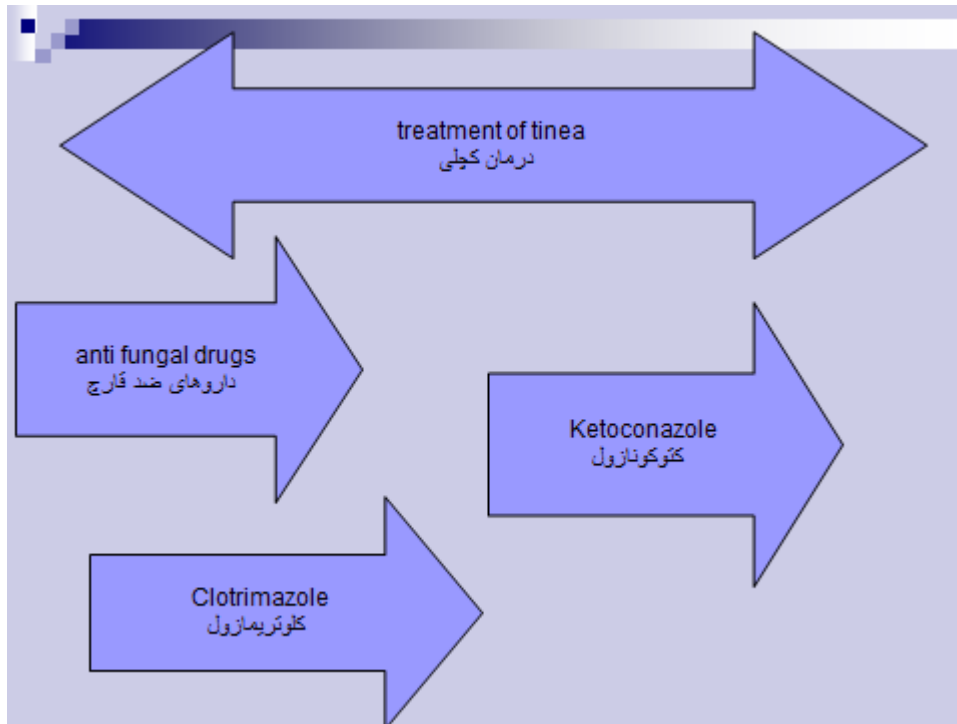 treatment of tinea
درمان کچلی
anti fungal drugs
داروهای ضد قارچ
Ketoconazole
کتوکونازول
Clotrimazole
کلوتریمازول